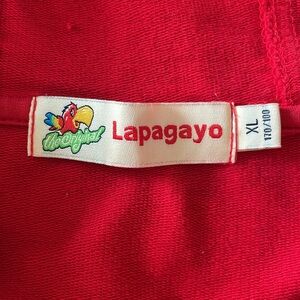 the Original
Lapagayo
XL
170/100